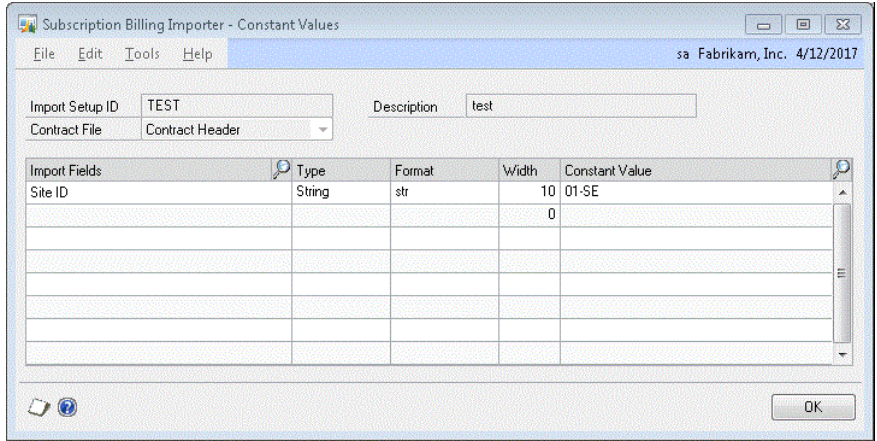 Subscription Billing Importer - Constant Values
File Edit Tools Help sa Fabrikam, Inc. 4/12/2017
Import Setup ID TEST Description test
Contract File Contract Header
Import Fields Type Format Width Constant Value
Site ID String str 10 01-SE
0
OK